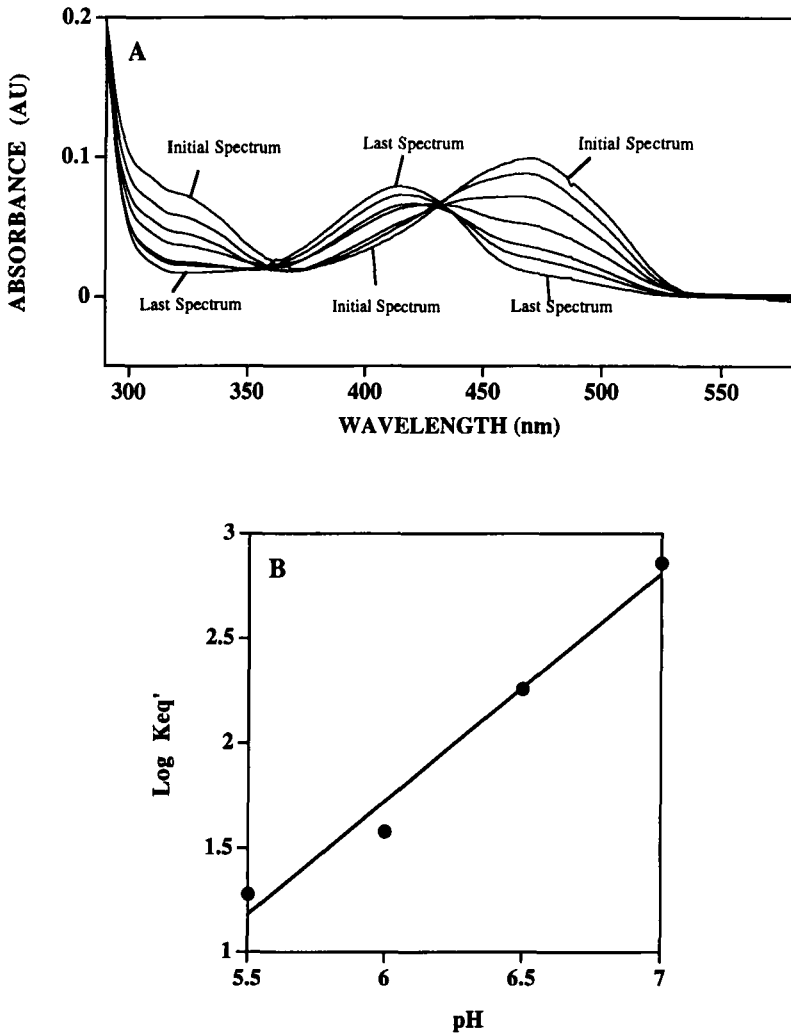 0.2
A
Initial Spectrum
Last Spectrum
Initial Spectrum
0.1
ABSORBANCE (AU)
0
Last Spectrum
Initial Spectrum
Last Spectrum
300
350
400
450
500
550
WAVELENGTH (nm)
3
B
2.5
Log Keq'
2
1.5
1
5.5
6
6.5
7
pH